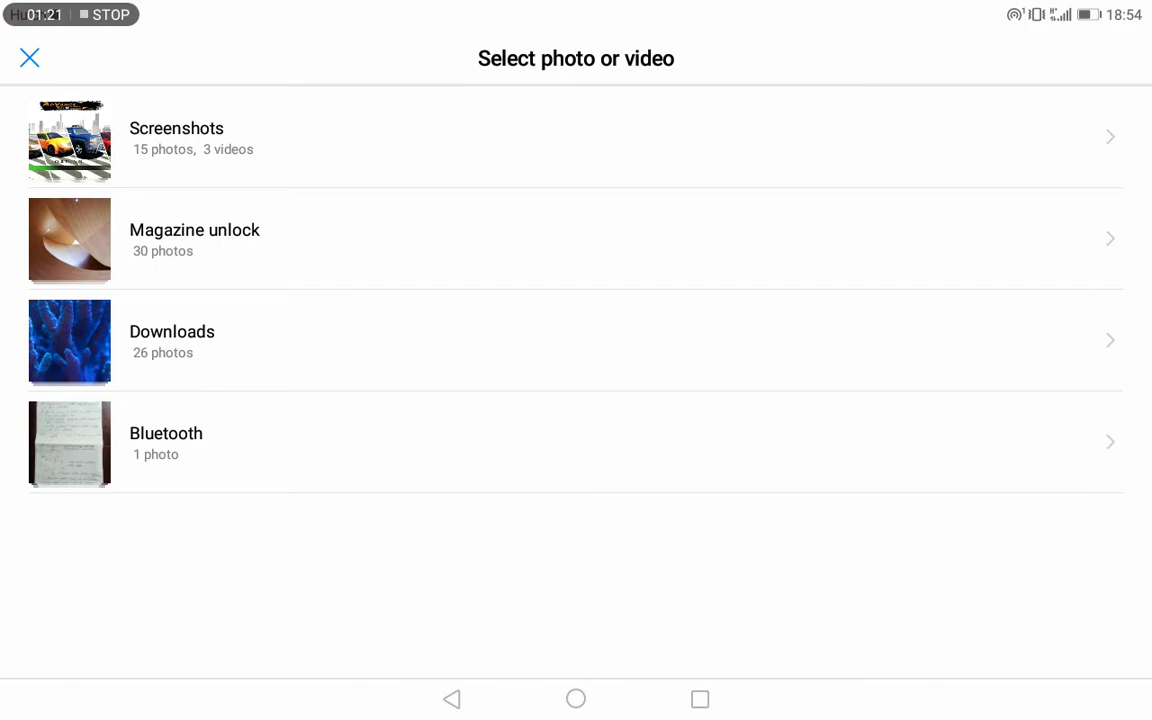 01:21 STOP 18:54
Select photo or video
Screenshots
15 photos, 3 videos
Magazine unlock
30 photos
Downloads
26 photos
Bluetooth
1 photo